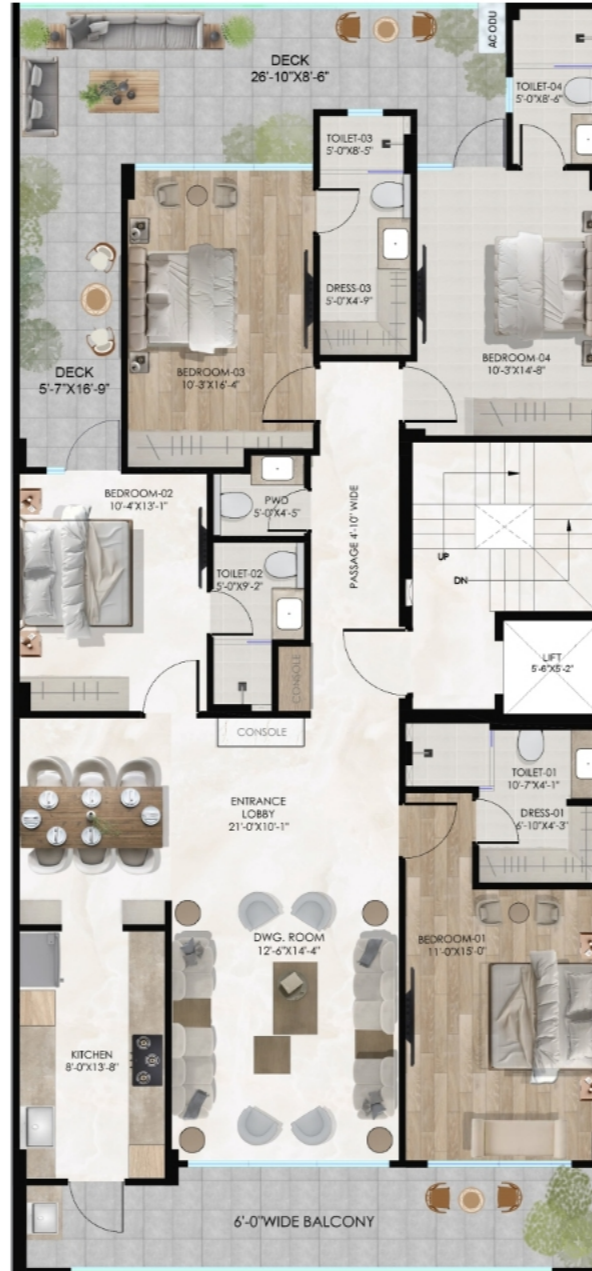 AC ODU
DECK
26'-10"X8'-6"
TOILET-04
5'-0"X8'-6"
TOILET-03
5'-0"X8'-5"
DRESS-03
5'-0"X4'-9"
BEDROOM-03
10'-3"X16'-4"
BEDROOM-04
10'-3"X14'-8"
DECK
5'-7"X16'-9"
BEDROOM-02
10'-4"X13'-1"
PWD
5'-0"X4'-5"
PASSAGE 4'-10" WIDE
UP
DN
TOILET-02
5'-0"X9'-2"
CONSOLE
LIFT
5'-6"X5'-2"
CONSOLE
TOILET-01
10'-7"X4'-1"
DRESS-01
6'-10"X4'-3"
ENTRANCE
LOBBY
21'-0"X10'-1"
DWG. ROOM
12'-6"X14'-4"
BEDROOM-01
11'-0"X15'-0"
KITCHEN
8'-0"X13'-8"
6'-0"WIDE BALCONY